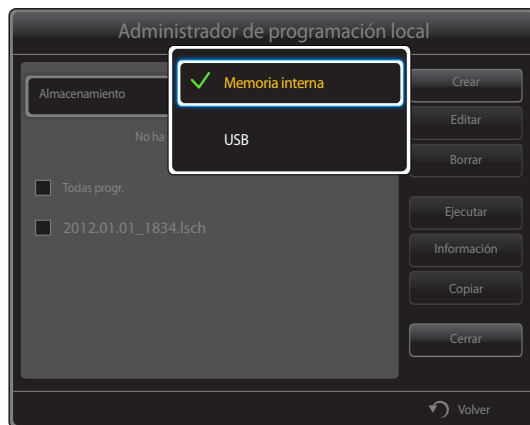 Administrador de programación local
Almacenamiento
Memoria interna
USB
No ha
Todas progr.
2012.01.01_1834.lsch
Crear
Editar
Borrar
Ejecutar
Información
Copiar
Cerrar
Volver